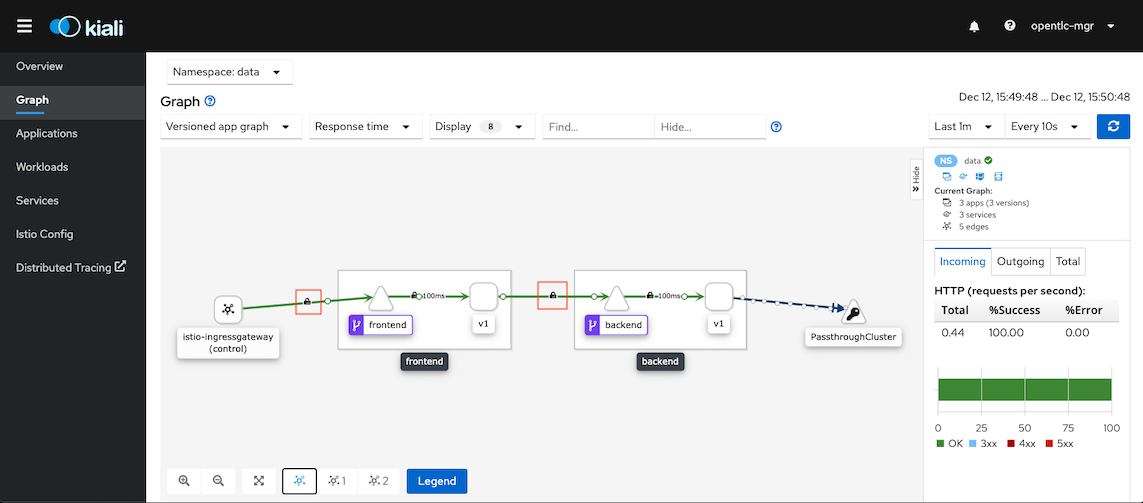 kiali
opentlc-mgr
Overview
Graph
Applications
Workloads
Services
Istio Config
Distributed Tracing
Namespace: data
Graph
Dec 12, 15:49:48 ... Dec 12, 15:50:48
Versioned app graph
Response time
Display 8
Find...
Hide...
Last 1m
Every 10s
Hide
NS data
Current Graph:
3 apps (3 versions)
3 services
5 edges
Incoming Outgoing Total
HTTP (requests per second):
Total %Success %Error
0.44 100.00 0.00
0 25 50 75 100
OK 3xx 4xx 5xx
istio-ingressgateway
(control)
100ms
frontend
v1
frontend
100ms
backend
v1
backend
PassthroughCluster
1
2
Legend